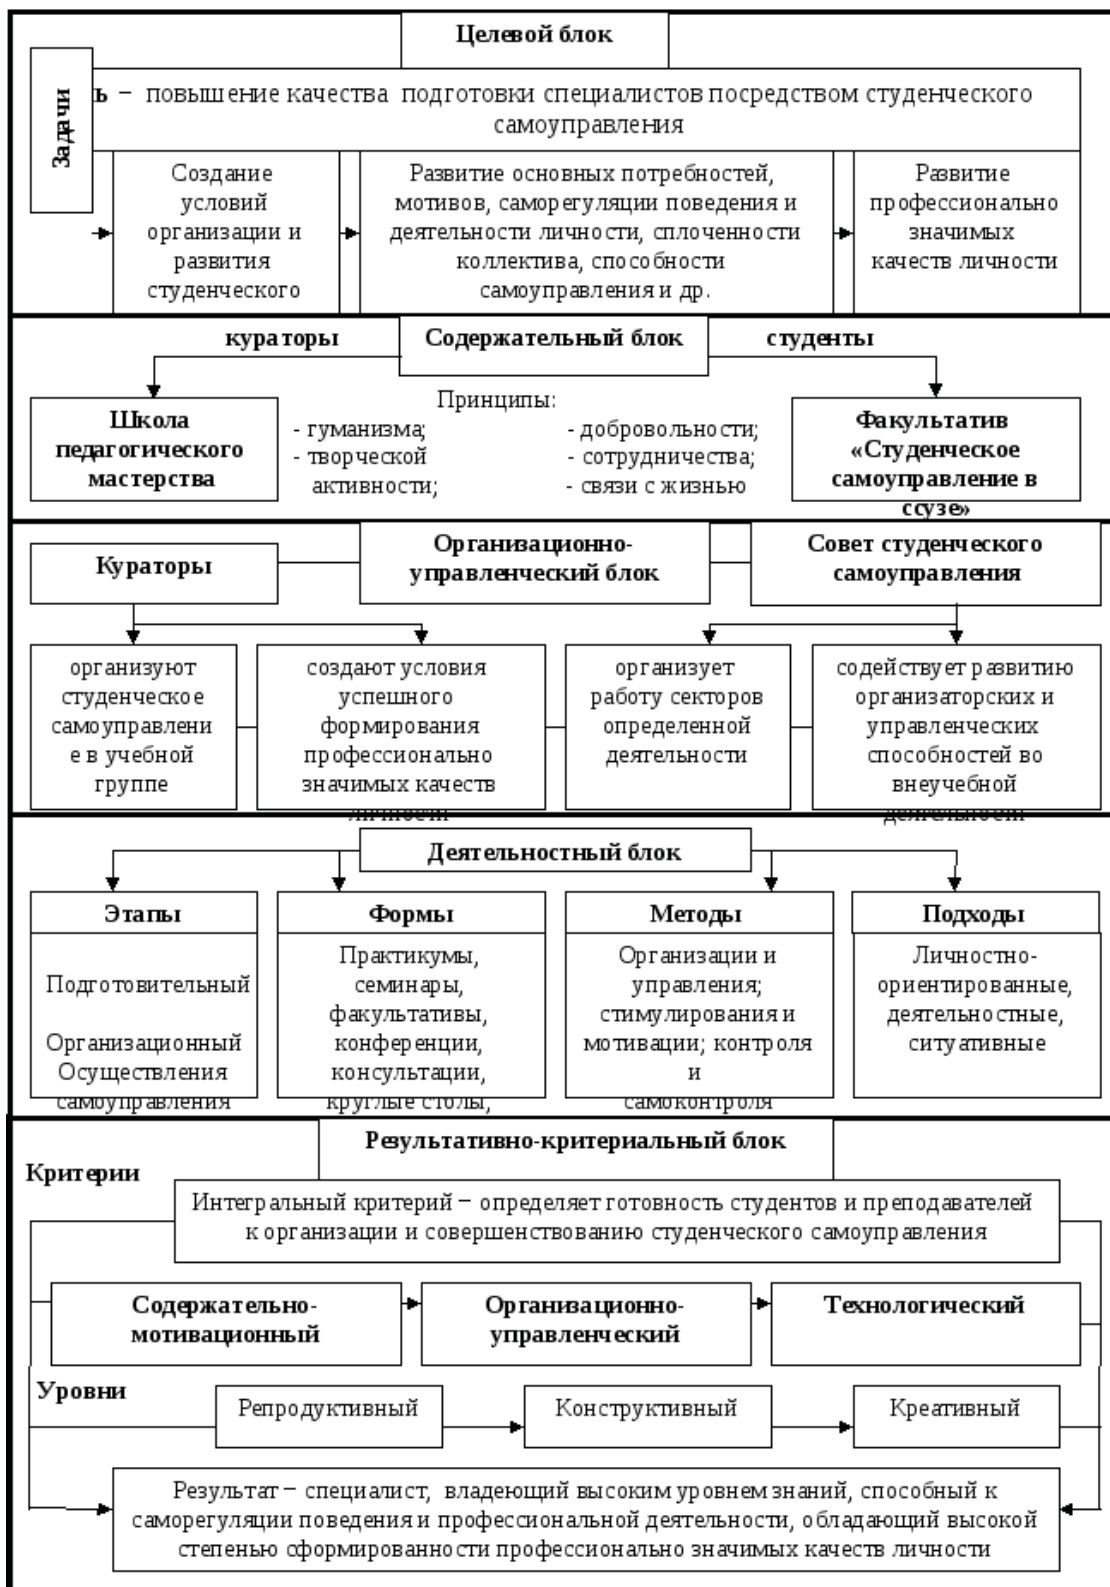 Целевой блок
Задачи
ь – повышение качества подготовки специалистов посредством студенческого
самоуправления
Создание
условий
организации и
развития
студенческого
Развитие основных потребностей,
мотивов, саморегуляции поведения и
деятельности личности, сплоченности
коллектива, способности
самоуправления и др.
Развитие
профессионально
значимых
качеств личности
кураторы
Содержательный блок
студенты
Школа
педагогического
мастерства
Принципы:
- гуманизма;
- творческой
активности;
- добровольности;
- сотрудничества;
- связи с жизнью
Факультатив
«Студенческое
самоуправление в
ссузе»
Кураторы
Организационно-
управленческий блок
Совет студенческого
самоуправления
организуют
студенческое
самоуправлени
е в учебной
группе
создают условия
успешного
формирования
профессионально
значимых качеств
личности
организует
работу секторов
определенной
деятельности
содействует развитию
организаторских и
управленческих
способностей во
внеучебной
деятельности
Деятельностный блок
Этапы
Подготовительный
Организационный
Осуществления
самоуправления
Формы
Практикумы,
семинары,
факультативы,
конференции,
консультации,
круглые столы,
Методы
Организации и
управления;
стимулирования и
мотивации; контроля
и
самоконтроля
Подходы
Личностно-
ориентированные,
деятельностные,
ситуативные
Результативно-критериальный блок
Критерии
Интегральный критерий – определяет готовность студентов и преподавателей
к организации и совершенствованию студенческого самоуправления
Содержательно-
мотивационный
Организационно-
управленческий
Технологический
Уровни
Репродуктивный
Конструктивный
Креативный
Результат – специалист, владеющий высоким уровнем знаний, способный к
саморегуляции поведения и профессиональной деятельности, обладающий высокой
степенью сформированности профессионально значимых качеств личности